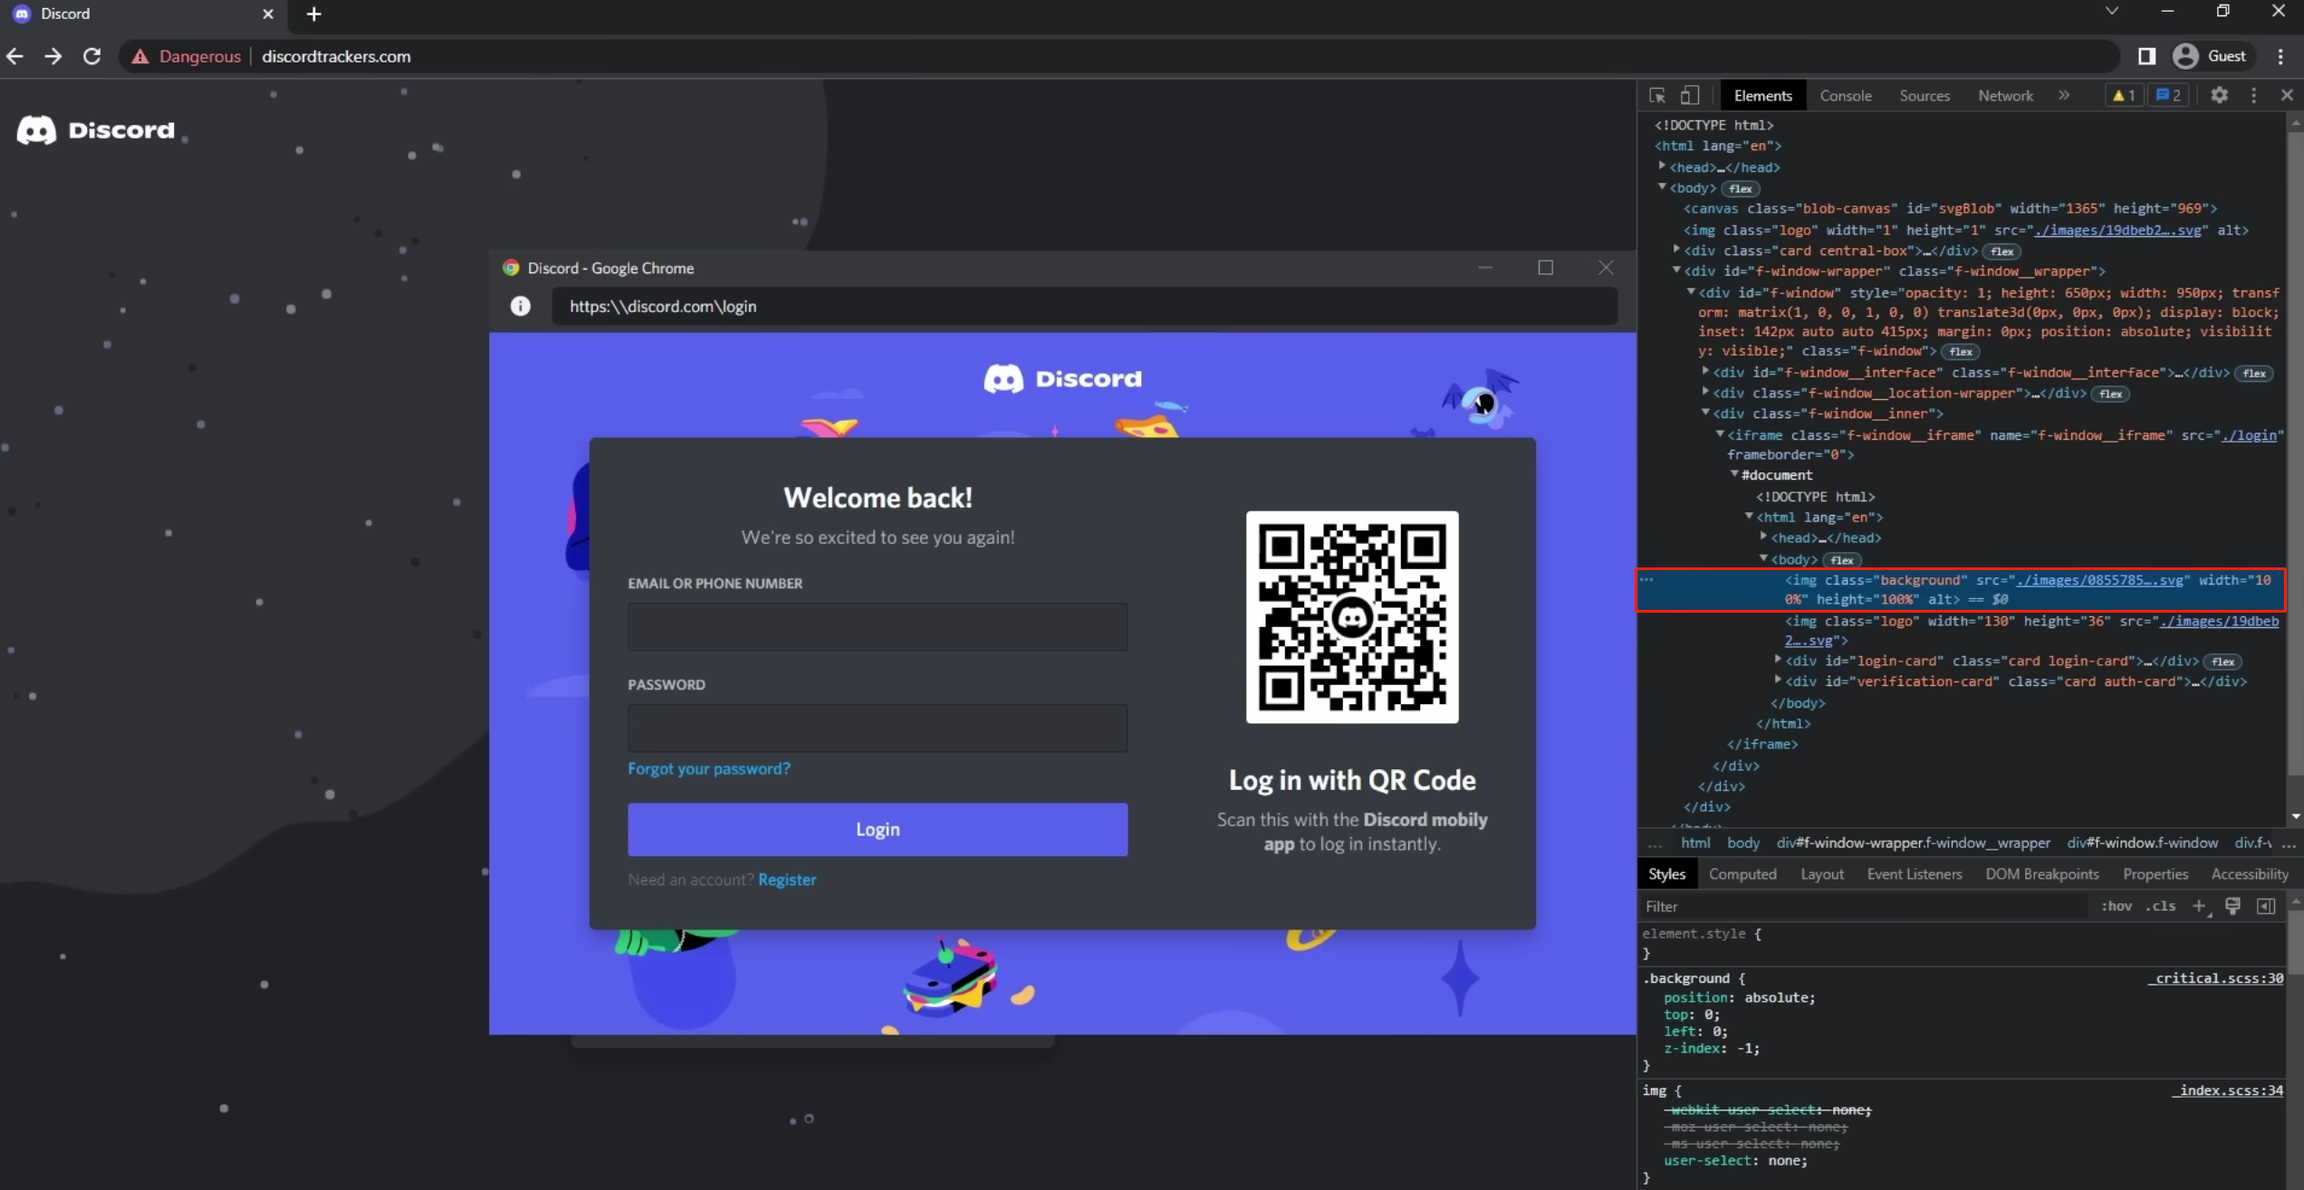 Discord
Dangerous
discordtrackers.com
Guest
Discord
Discord - Google Chrome
https:\\discord.com\login
Discord
Welcome back!
We're so excited to see you again!
EMAIL OR PHONE NUMBER
PASSWORD
Forgot your password?
Login
Need an account? Register
Log in with QR Code
Scan this with the Discord mobily
app to log in instantly.
Elements Console Sources Network » 1 2
<!DOCTYPE html>
<html lang="en">
<head>…</head>
<body> flex
<canvas class="blob-canvas" id="svgBlob" width="1365" height="969">
<img class="logo" width="1" height="1" src="./images/19dbeb2….svg" alt>
<div class="card central-box">…</div> flex
<div id="f-window-wrapper" class="f-window__wrapper">
<div id="f-window" style="opacity: 1; height: 650px; width: 950px; transf
orm: matrix(1, 0, 0, 1, 0, 0) translate3d(0px, 0px, 0px); display: block;
inset: 142px auto auto 415px; margin: 0px; position: absolute; visibilit
y: visible;" class="f-window"> flex
<div id="f-window__interface" class="f-window__interface">…</div> flex
<div class="f-window__location-wrapper">…</div> flex
<div class="f-window__inner">
<iframe class="f-window__iframe" name="f-window__iframe" src="./login"
frameborder="0">
#document
<!DOCTYPE html>
<html lang="en">
<head>…</head>
<body> flex
… <img class="background" src="./images/0855785….svg" width="10
0%" height="100%" alt> == $0
<img class="logo" width="130" height="36" src="./images/19dbeb
2….svg">
<div id="login-card" class="card login-card">…</div> flex
<div id="verification-card" class="card auth-card">…</div>
</body>
</html>
</iframe>
</div>
</div>
</div>
… html body div#f-window-wrapper.f-window__wrapper div#f-window.f-window div.f-w …
Styles Computed Layout Event Listeners DOM Breakpoints Properties Accessibility
Filter :hov .cls +
element.style {
}
.background { _critical.scss:30
position: absolute;
top: 0;
left: 0;
z-index: -1;
}
img { _index.scss:34
-webkit-user-select: none;
-moz-user-select: none;
-ms-user-select: none;
user-select: none;
}